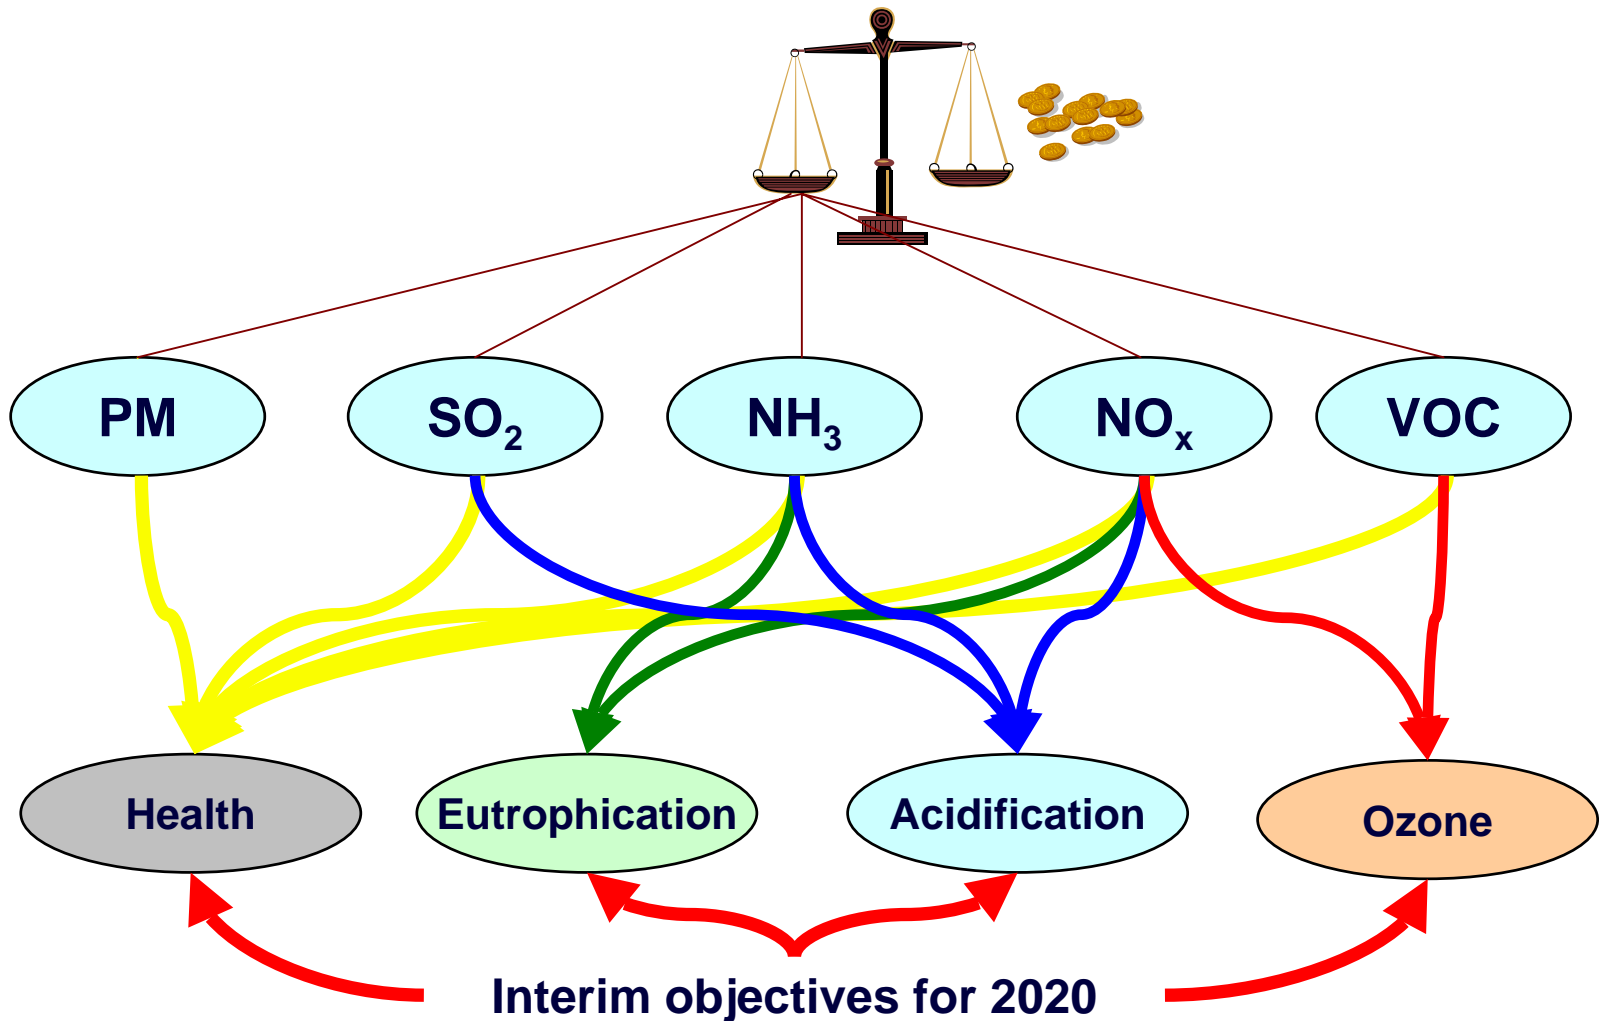 PM SO₂ NH₃ NOₓ VOC
Health Eutrophication Acidification Ozone
Interim objectives for 2020